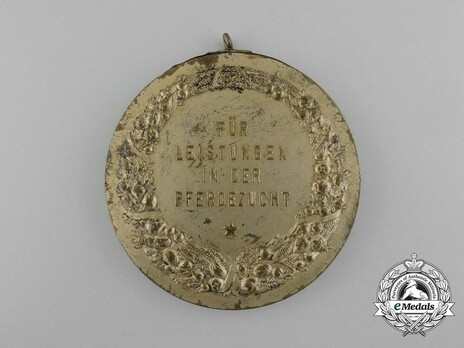 FÜR
LEISTUNGEN
IN·DER
PFERDEZUCHT
eMedals